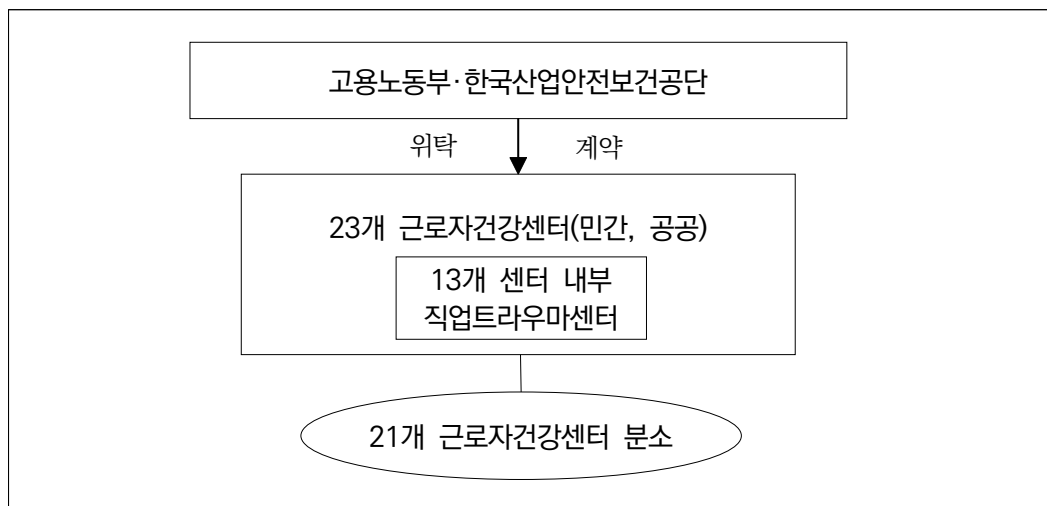 고용노동부·한국산업안전보건공단
위탁 계약
23개 근로자건강센터(민간, 공공)
13개 센터 내부
직업트라우마센터
21개 근로자건강센터 분소